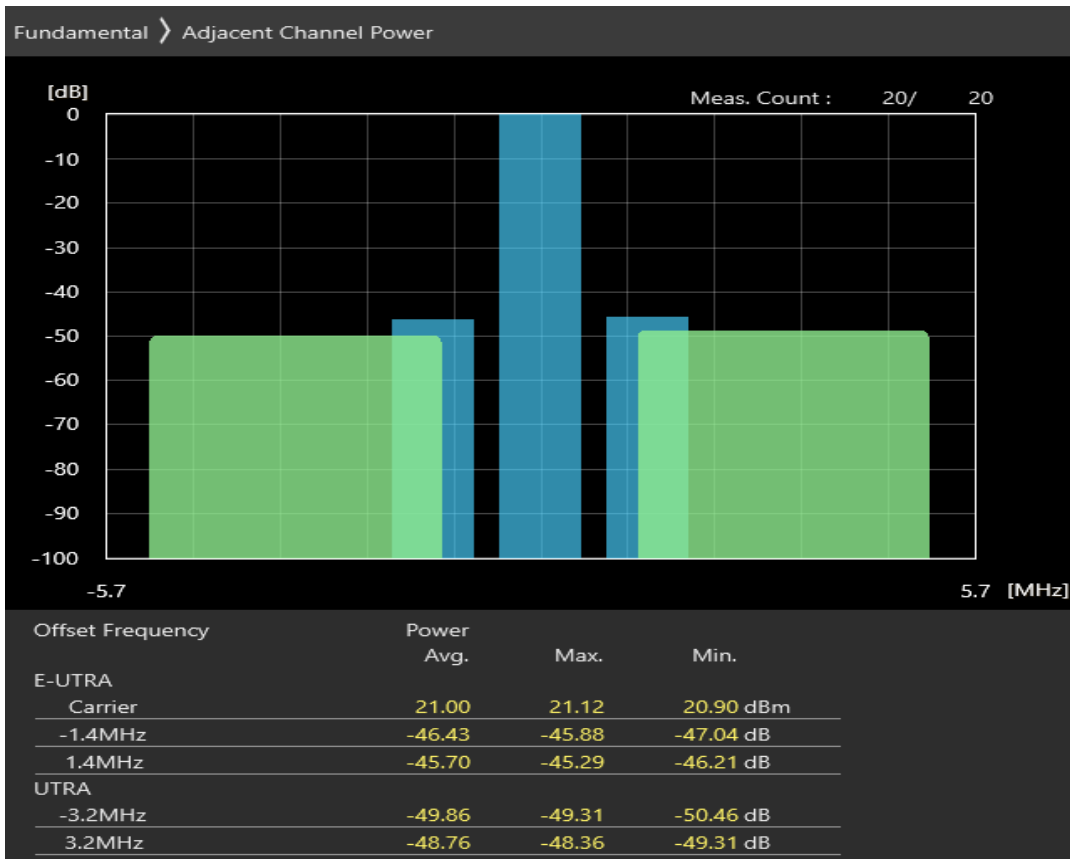 Fundamental 〉 Adjacent Channel Power
[dB]
Meas. Count : 20/ 20
0
-10
-20
-30
-40
-50
-60
-70
-80
-90
-100
-5.7 5.7 [MHz]
Offset Frequency Power
Avg. Max. Min.
E-UTRA
Carrier 21.00 21.12 20.90 dBm
-1.4MHz -46.43 -45.88 -47.04 dB
1.4MHz -45.70 -45.29 -46.21 dB
UTRA
-3.2MHz -49.86 -49.31 -50.46 dB
3.2MHz -48.76 -48.36 -49.31 dB